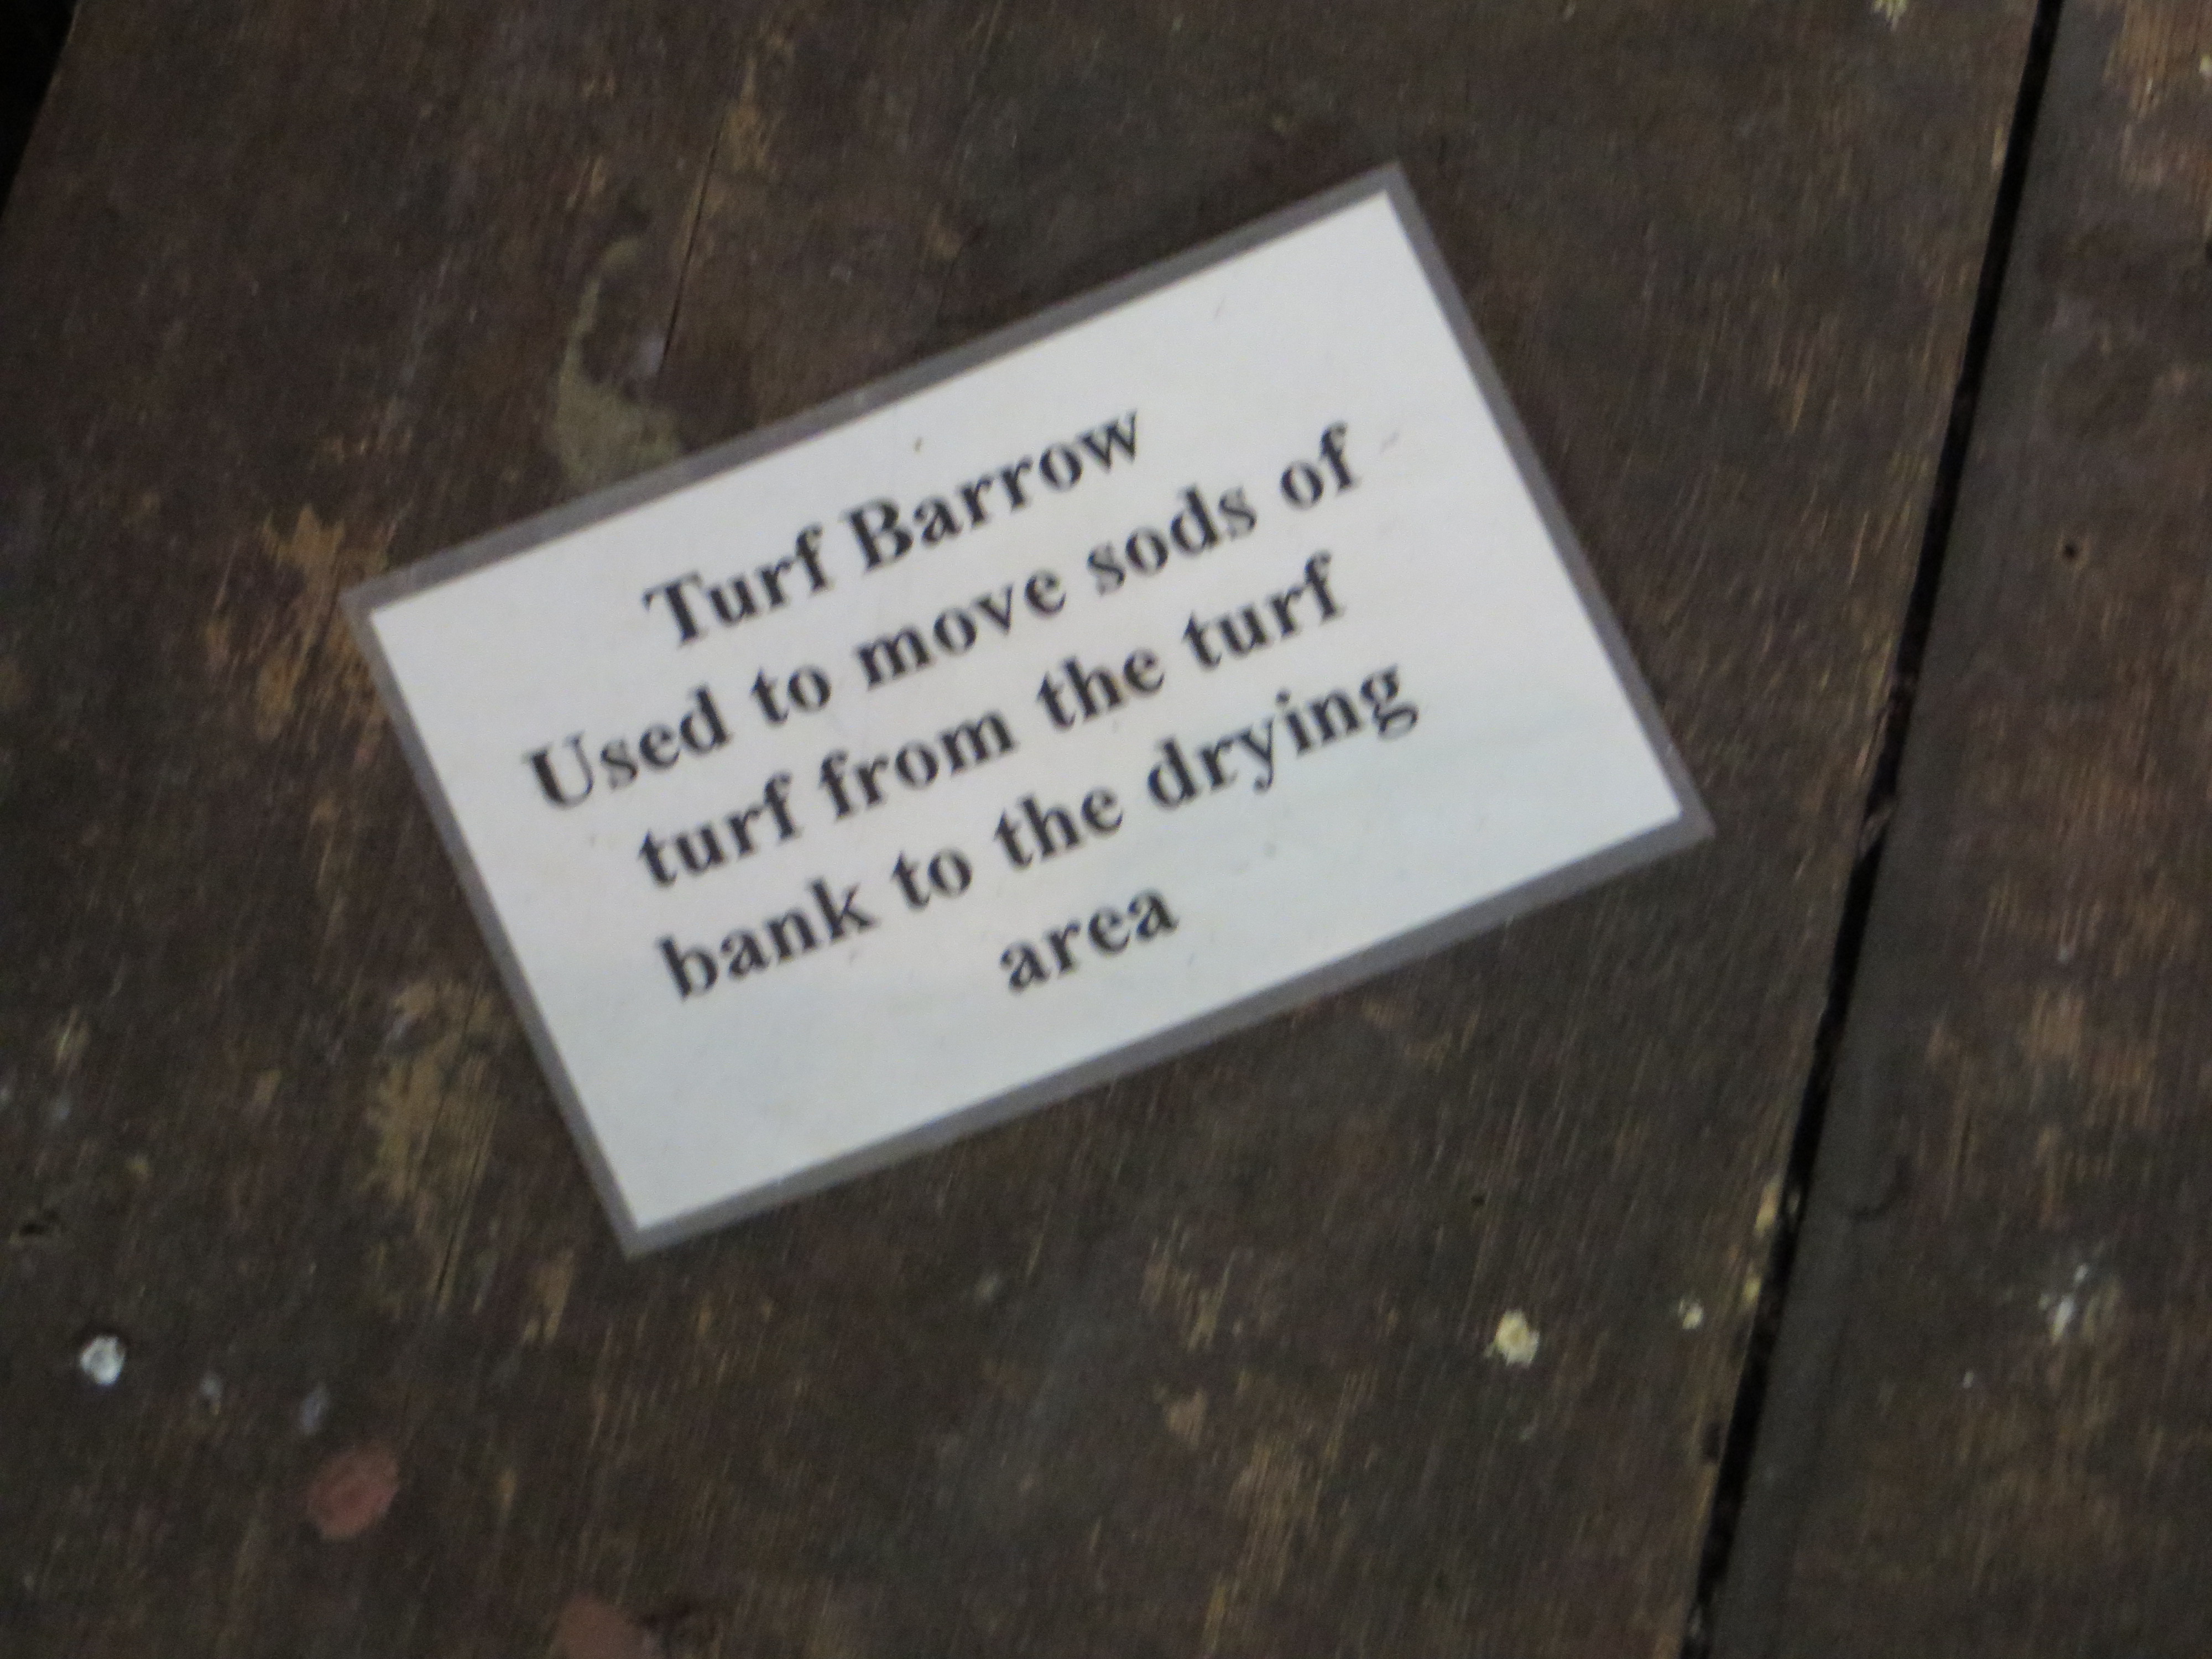 Turf Barrow
Used to move sods of
turf from the turf
bank to the drying
area